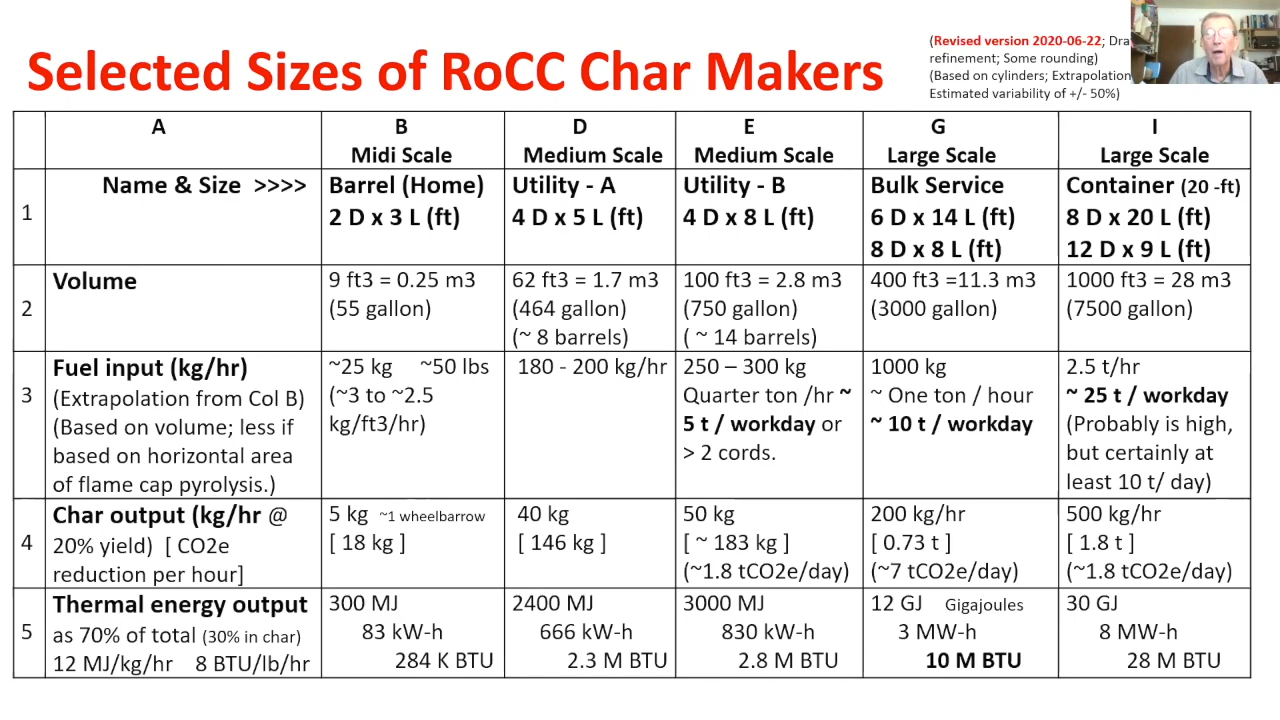 Selected Sizes of RoCC Char Makers
(Revised version 2020-06-22; Dra
refinement; Some rounding)
(Based on cylinders; Extrapolation
Estimated variability of +/- 50%)
A
B
Midi Scale
D
Medium Scale
E
Medium Scale
G
Large Scale
I
Large Scale
1
Name & Size >>>>
Barrel (Home)
2 D x 3 L (ft)
Utility - A
4 D x 5 L (ft)
Utility - B
4 D x 8 L (ft)
Bulk Service
6 D x 14 L (ft)
8 D x 8 L (ft)
Container (20 -ft)
8 D x 20 L (ft)
12 D x 9 L (ft)
2
Volume
9 ft3 = 0.25 m3
(55 gallon)
62 ft3 = 1.7 m3
(464 gallon)
(~ 8 barrels)
100 ft3 = 2.8 m3
(750 gallon)
( ~ 14 barrels)
400 ft3 =11.3 m3
(3000 gallon)
1000 ft3 = 28 m3
(7500 gallon)
3
Fuel input (kg/hr)
(Extrapolation from Col B)
(Based on volume; less if
based on horizontal area
of flame cap pyrolysis.)
~25 kg ~50 lbs
(~3 to ~2.5
kg/ft3/hr)
180 - 200 kg/hr
250 – 300 kg
Quarter ton /hr ~
5 t / workday or
> 2 cords.
1000 kg
~ One ton / hour
~ 10 t / workday
2.5 t/hr
~ 25 t / workday
(Probably is high,
but certainly at
least 10 t/ day)
4
Char output (kg/hr @
20% yield) [ CO2e
reduction per hour]
5 kg ~1 wheelbarrow
[ 18 kg ]
40 kg
[ 146 kg ]
50 kg
[ ~ 183 kg ]
(~1.8 tCO2e/day)
200 kg/hr
[ 0.73 t ]
(~7 tCO2e/day)
500 kg/hr
[ 1.8 t ]
(~1.8 tCO2e/day)
5
Thermal energy output
as 70% of total (30% in char)
12 MJ/kg/hr 8 BTU/lb/hr
300 MJ
83 kW-h
284 K BTU
2400 MJ
666 kW-h
2.3 M BTU
3000 MJ
830 kW-h
2.8 M BTU
12 GJ Gigajoules
3 MW-h
10 M BTU
30 GJ
8 MW-h
28 M BTU